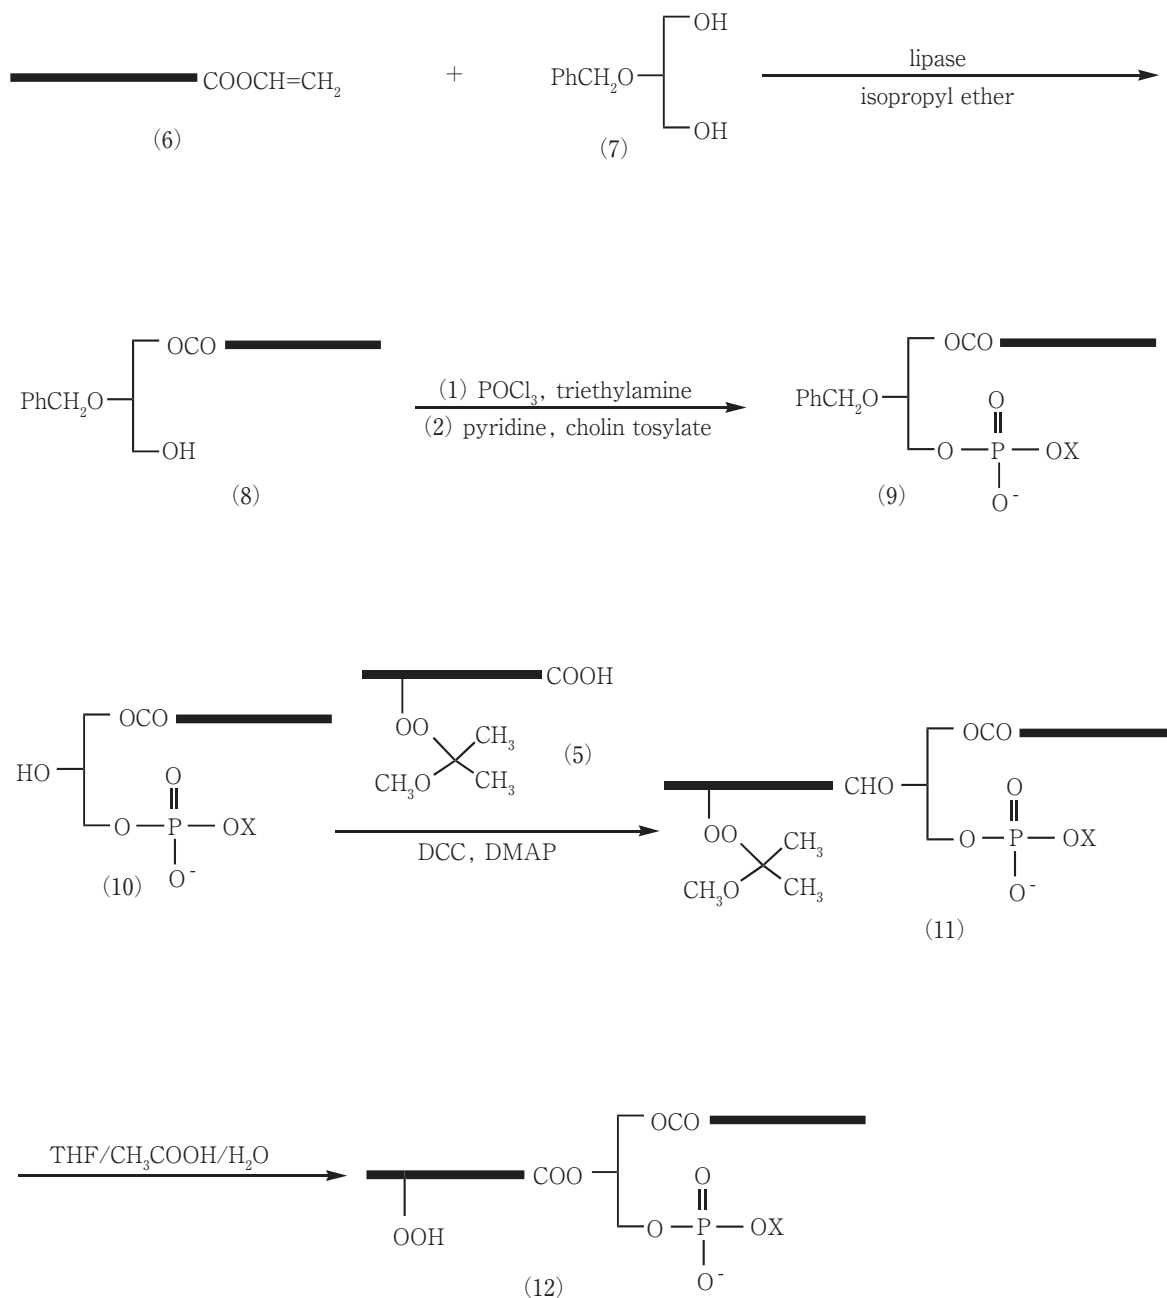 COOCH=CH₂
(6)
+
PhCH₂O
OH
OH
(7)
lipase
isopropyl ether
OCO
PhCH₂O
OH
(8)
(1) POCl₃, triethylamine
(2) pyridine, cholin tosylate
OCO
PhCH₂O
O
O
P
OX
O⁻
(9)
OCO
HO
O
O
P
OX
O⁻
(10)
COOH
OO
CH₃
CH₃O
CH₃
(5)
DCC, DMAP
OCO
CHO
OO
CH₃
CH₃O
CH₃
O
O
P
OX
O⁻
(11)
THF/CH₃COOH/H₂O
OCO
COO
OOH
O
O
P
OX
O⁻
(12)